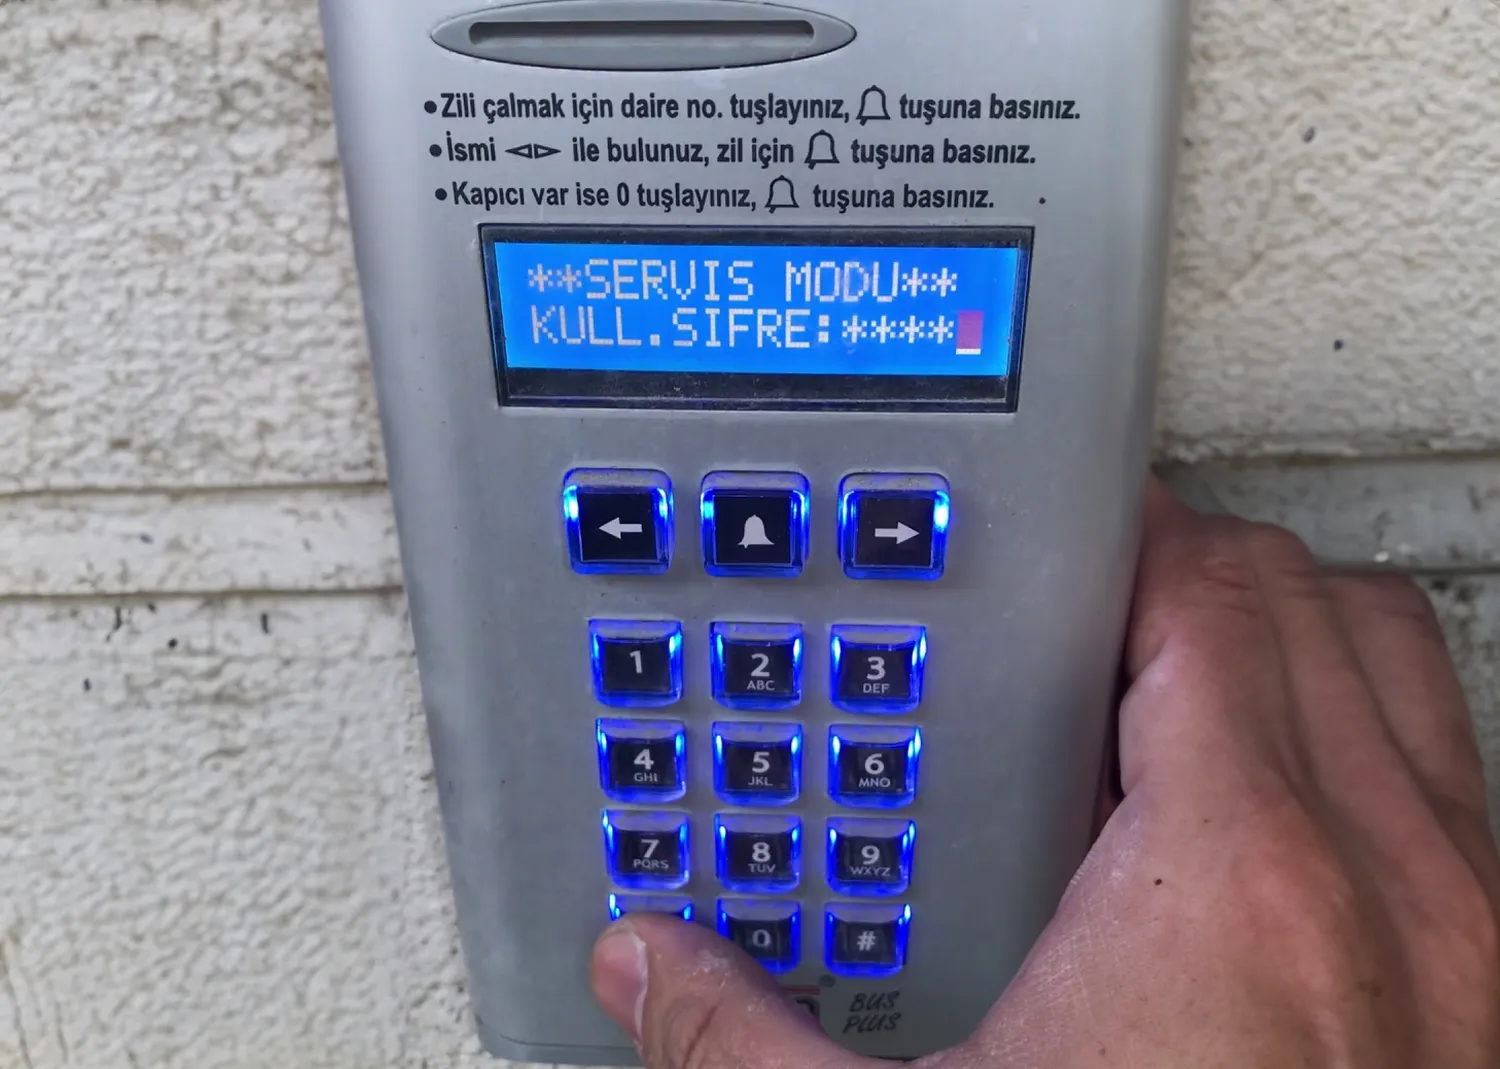 •Zili çalmak için daire no. tuşlayınız, tuşuna basınız.
•İsmi ◅▻ ile bulunuz, zil için tuşuna basınız.
•Kapıcı var ise 0 tuşlayınız, tuşuna basınız.
**SERVIS MODU**
KULL.SIFRE:****
← →
1 2 ABC 3 DEF
4 GHI 5 JKL 6 MNO
7 PQRS 8 TUV 9 WXYZ
0 #
BUS
PLUS